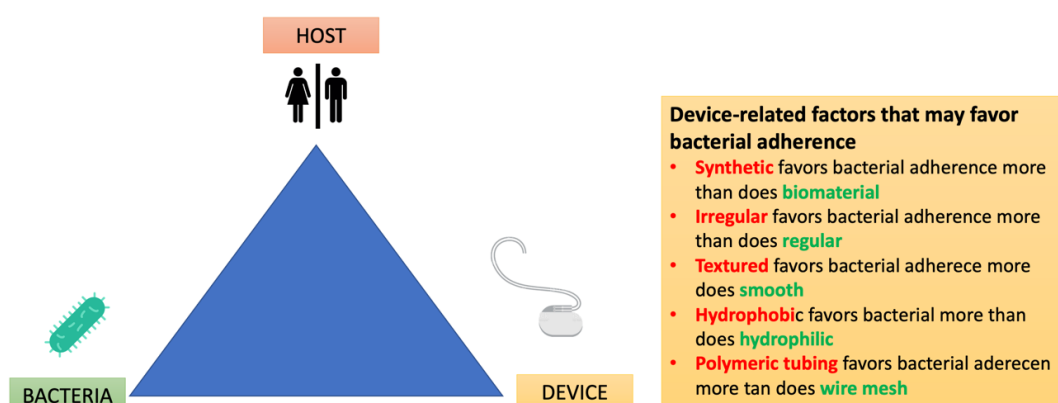 HOST
BACTERIA
DEVICE
Device-related factors that may favor
bacterial adherence
• Synthetic favors bacterial adherence more
than does biomaterial
• Irregular favors bacterial adherence more
than does regular
• Textured favors bacterial adherece more
does smooth
• Hydrophobic favors bacterial more than
does hydrophilic
• Polymeric tubing favors bacterial aderecen
more tan does wire mesh